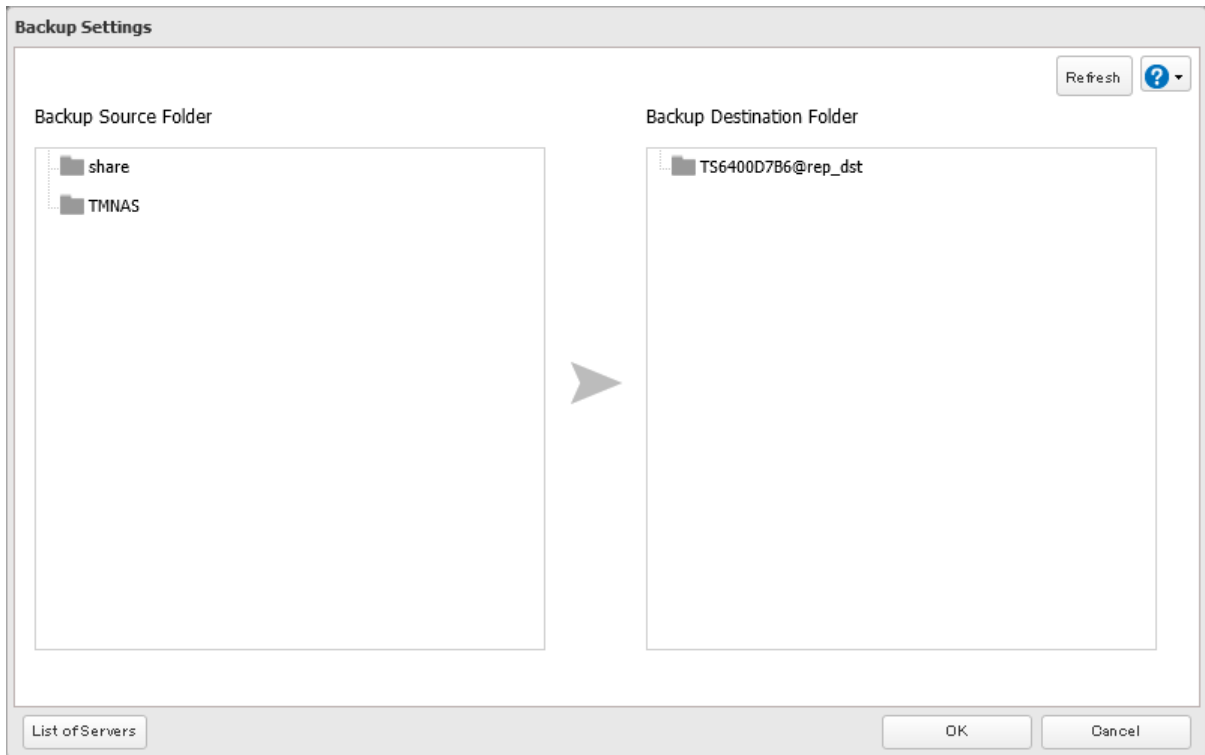 Backup Settings
Refresh
Backup Source Folder
Backup Destination Folder
share
TMNAS
TS6400D7B6@rep_dst
List of Servers
OK
Cancel